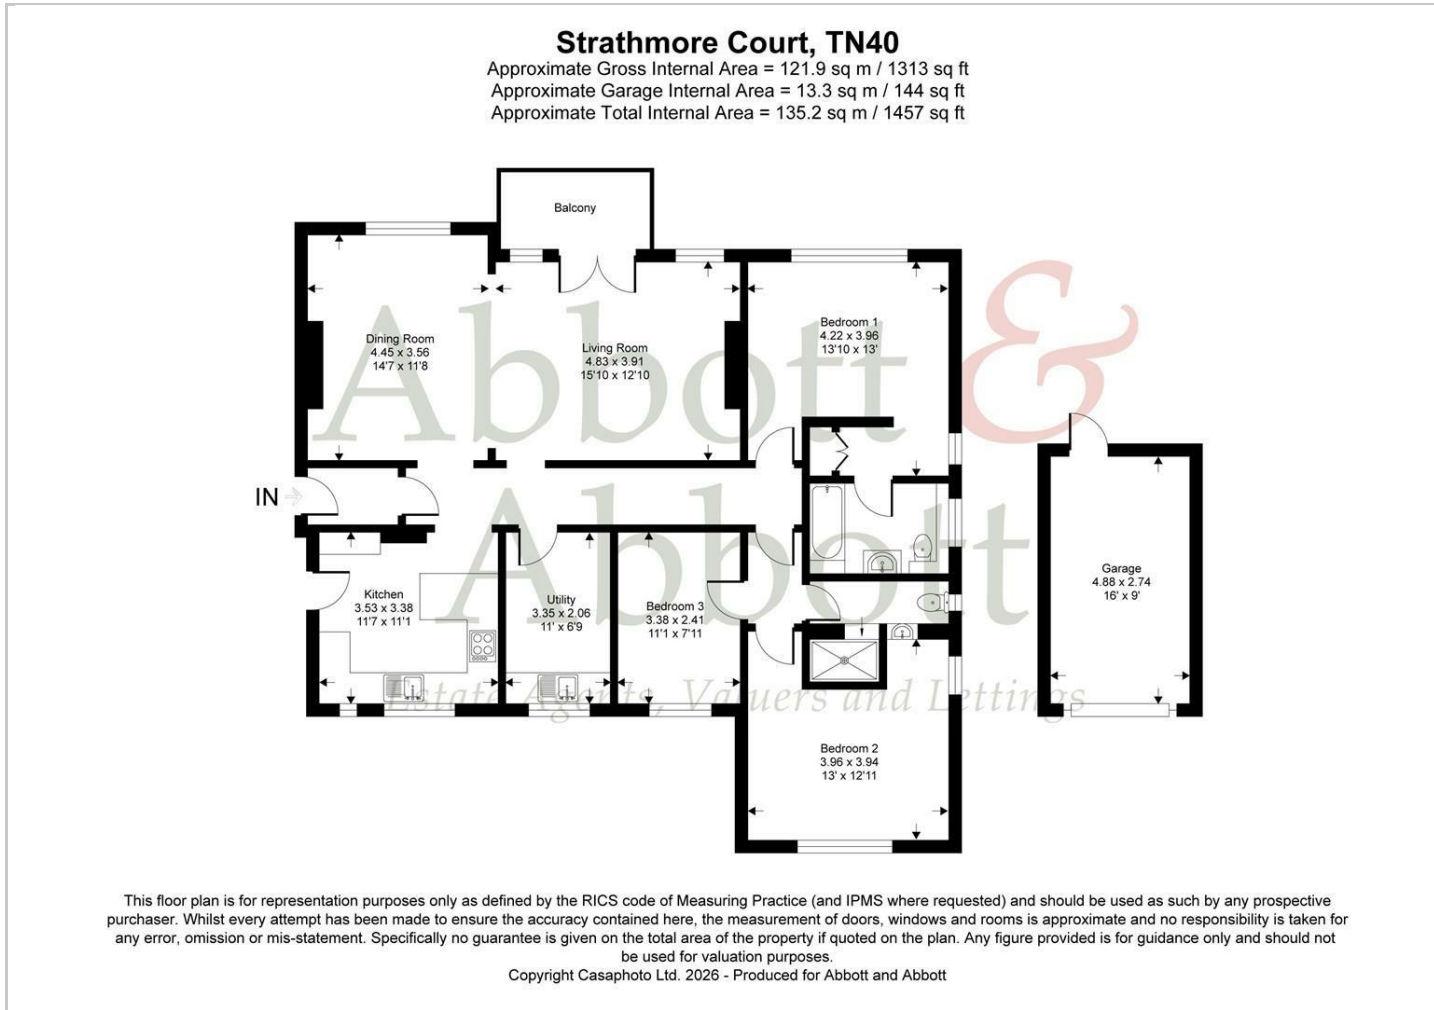 Strathmore Court, TN40
Approximate Gross Internal Area = 121.9 sq m / 1313 sq ft
Approximate Garage Internal Area = 13.3 sq m / 144 sq ft
Approximate Total Internal Area = 135.2 sq m / 1457 sq ft
Balcony
Dining Room
4.45 x 3.56
14'7 x 11'8
Living Room
4.83 x 3.91
15'10 x 12'10
Bedroom 1
4.22 x 3.96
13'10 x 13'
IN
Kitchen
3.53 x 3.38
11'7 x 11'1
Utility
3.35 x 2.06
11' x 6'9
Bedroom 3
3.38 x 2.41
11'1 x 7'11
Bedroom 2
3.96 x 3.94
13' x 12'11
Garage
4.88 x 2.74
16' x 9'
Abbott &
Abbott
Estate Agents, Valuers and Lettings
This floor plan is for representation purposes only as defined by the RICS code of Measuring Practice (and IPMS where requested) and should be used as such by any prospective
purchaser. Whilst every attempt has been made to ensure the accuracy contained here, the measurement of doors, windows and rooms is approximate and no responsibility is taken for
any error, omission or mis-statement. Specifically no guarantee is given on the total area of the property if quoted on the plan. Any figure provided is for guidance only and should not
be used for valuation purposes.
Copyright Casaphoto Ltd. 2026 - Produced for Abbott and Abbott